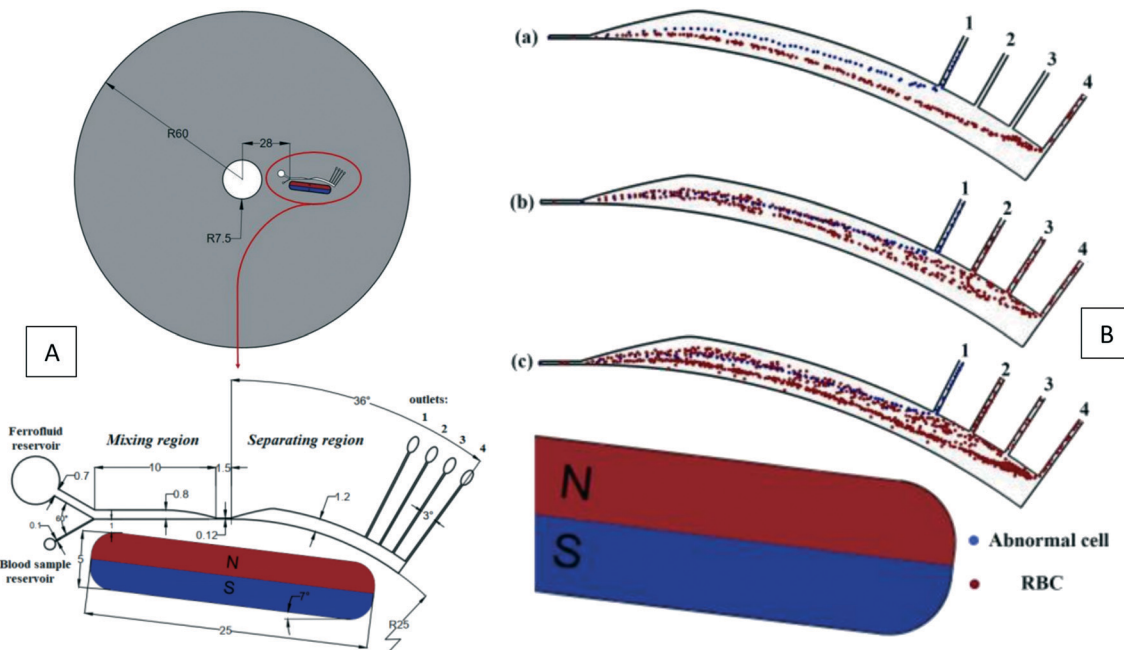 R60
28
R7.5
A
36°
outlets:
1
2
3
4
Ferrofluid
reservoir
Mixing region
Separating region
0.7
10
1.5
0.8
1.2
60°
0.1
1
0.12
3°
Blood sample
reservoir
5
N
S
7°
25
R25
(a)
1
2
3
4
(b)
1
2
3
4
B
(c)
1
2
3
4
N
S
Abnormal cell
RBC